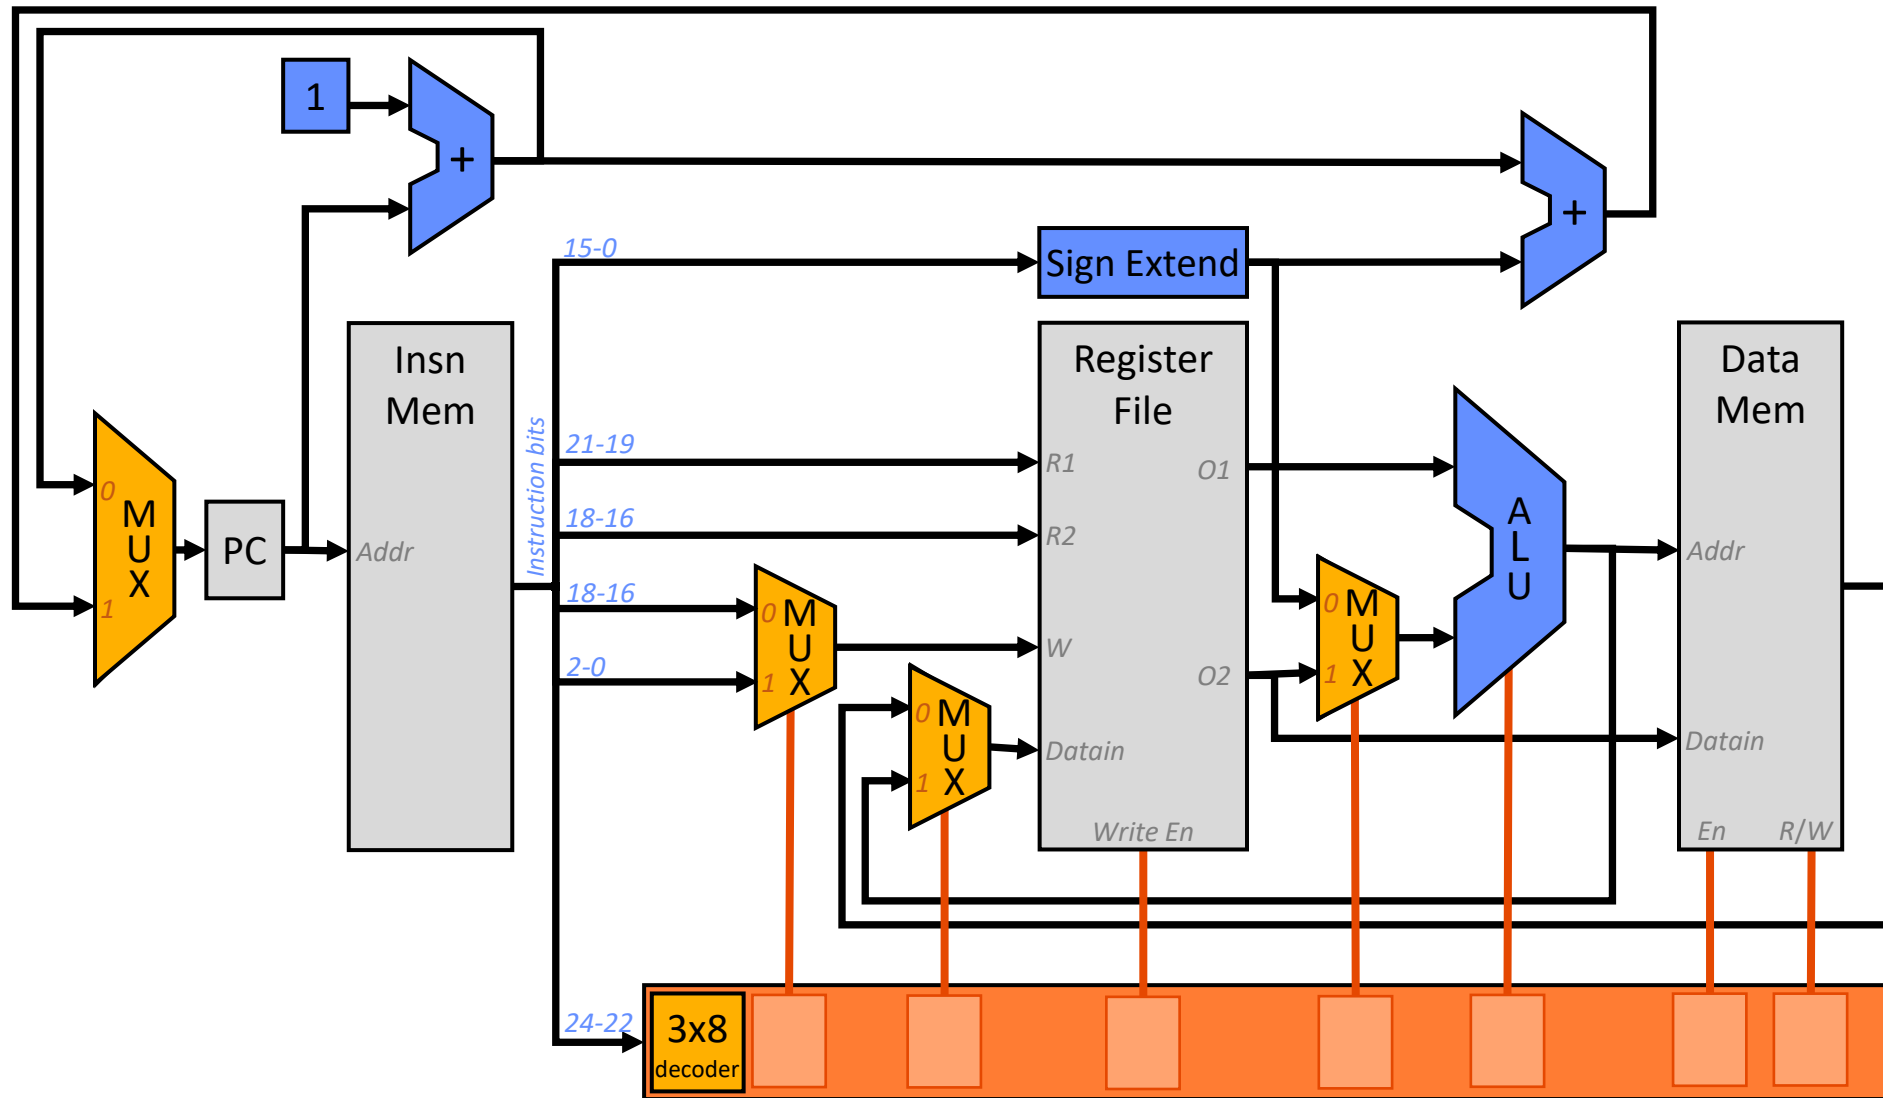 1
+
+
15-0
Sign Extend
Insn
Mem
Register
File
Data
Mem
Instruction bits
21-19
R1
O1
0
M
U
X
1
PC
Addr
18-16
R2
A
L
U
Addr
18-16
0
M
U
X
1
2-0
W
0
M
U
X
1
O2
0
M
U
X
1
Datain
Datain
Write En
En
R/W
24-22
3x8
decoder